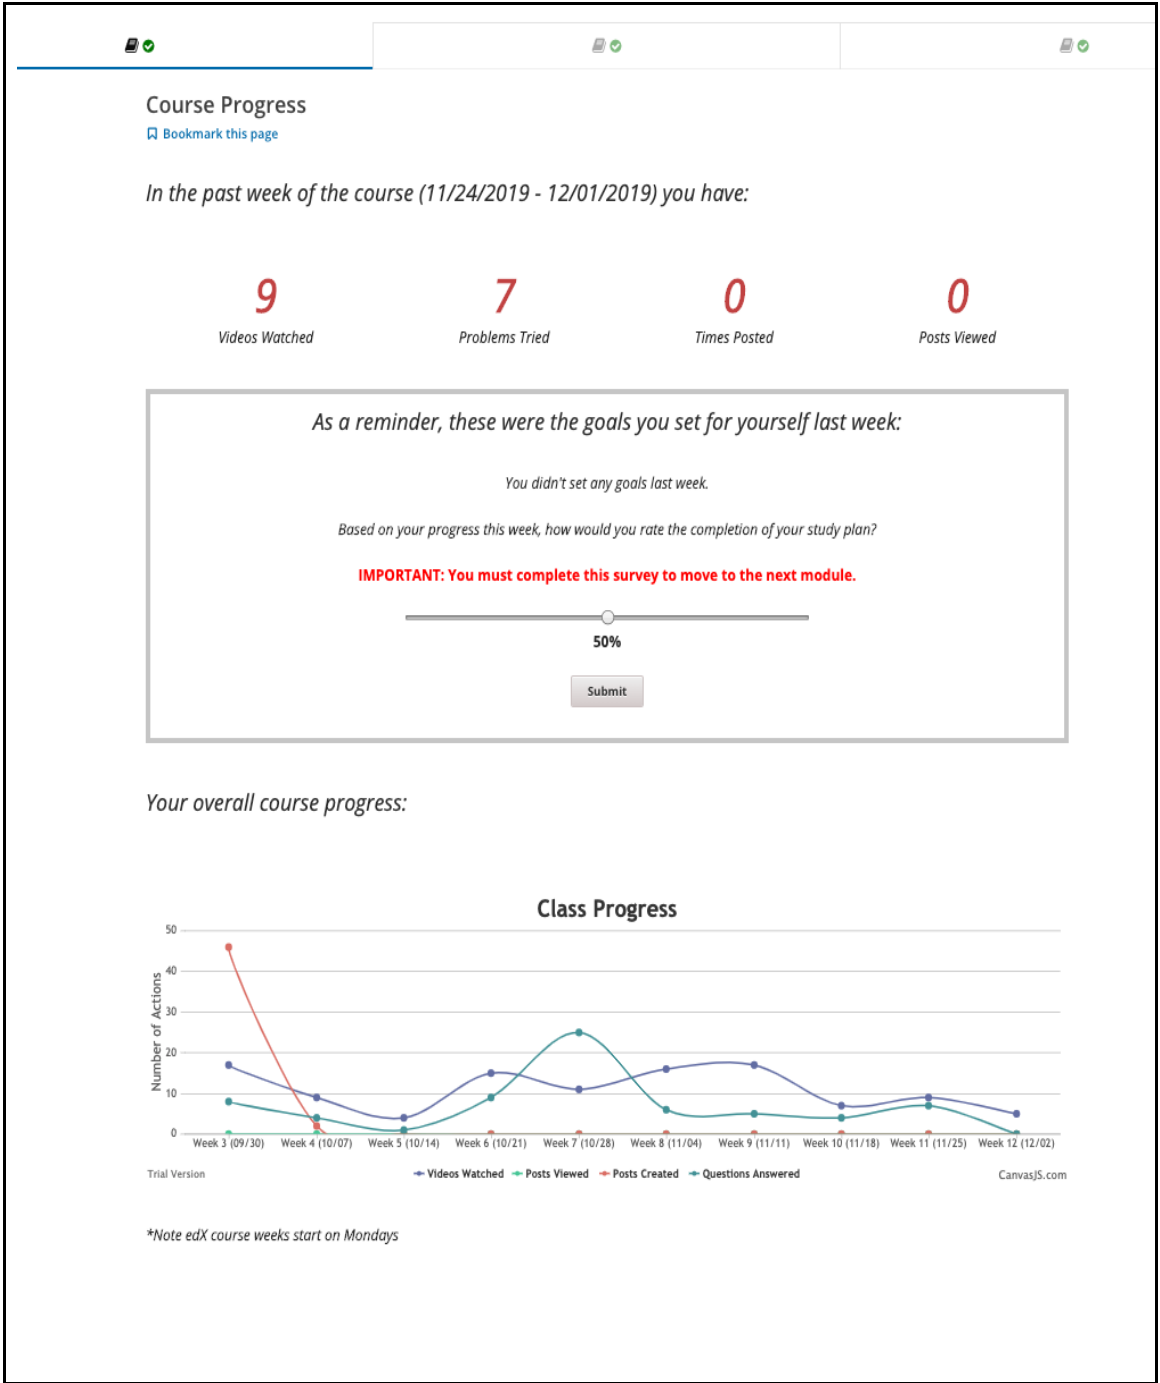 Course Progress
Bookmark this page
In the past week of the course (11/24/2019 - 12/01/2019) you have:
9 7 0 0
Videos Watched Problems Tried Times Posted Posts Viewed
As a reminder, these were the goals you set for yourself last week:
You didn't set any goals last week.
Based on your progress this week, how would you rate the completion of your study plan?
IMPORTANT: You must complete this survey to move to the next module.
50%
Submit
Your overall course progress:
Class Progress
Number of Actions
50
40
30
20
10
0
Week 3 (09/30) Week 4 (10/07) Week 5 (10/14) Week 6 (10/21) Week 7 (10/28) Week 8 (11/04) Week 9 (11/11) Week 10 (11/18) Week 11 (11/25) Week 12 (12/02)
Trial Version Videos Watched Posts Viewed Posts Created Questions Answered CanvasJS.com
*Note edX course weeks start on Mondays